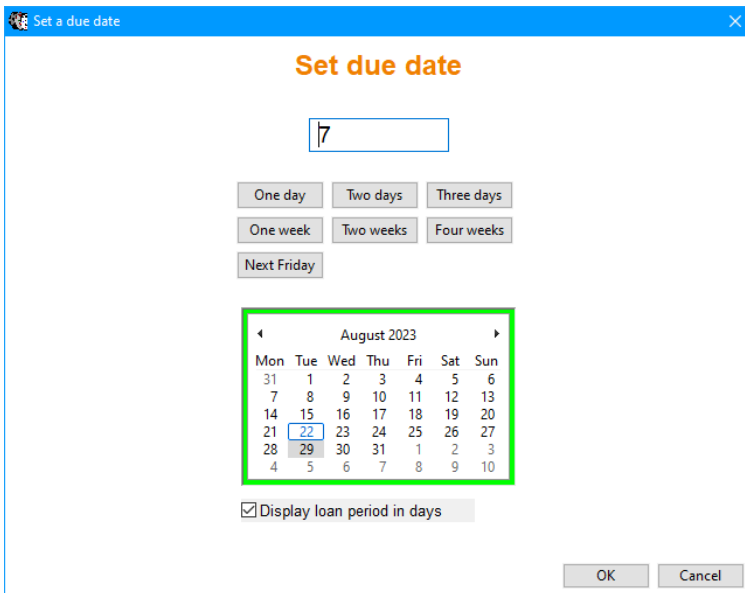 Set a due date
Set due date
7
One day Two days Three days
One week Two weeks Four weeks
Next Friday
August 2023
Mon Tue Wed Thu Fri Sat Sun
31 1 2 3 4 5 6
7 8 9 10 11 12 13
14 15 16 17 18 19 20
21 22 23 24 25 26 27
28 29 30 31 1 2 3
4 5 6 7 8 9 10
Display loan period in days
OK Cancel